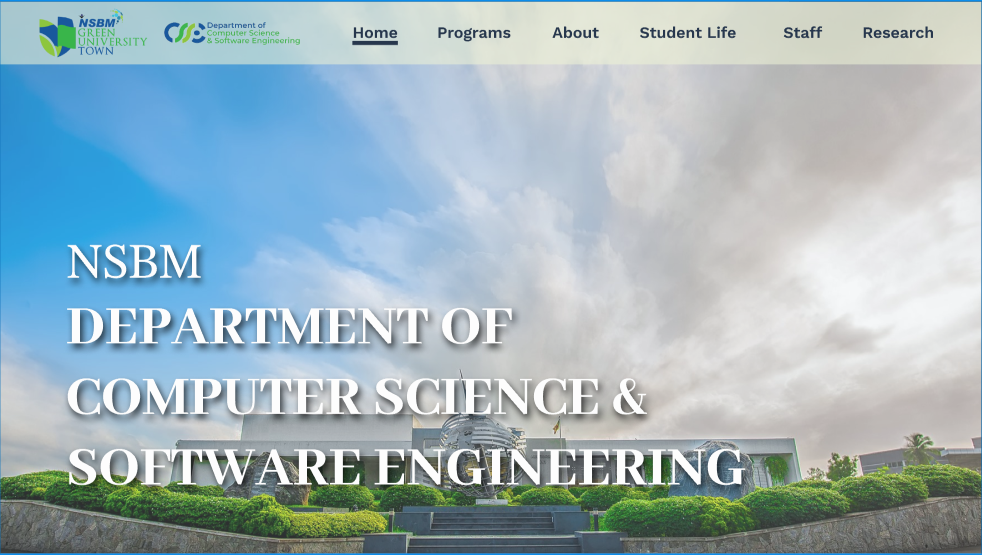 NSBM
GREEN
UNIVERSITY
TOWN
CSSE
Department of
Computer Science
& Software Engineering
Home
Programs
About
Student Life
Staff
Research
NSBM
DEPARTMENT OF
COMPUTER SCIENCE &
SOFTWARE ENGINEERING